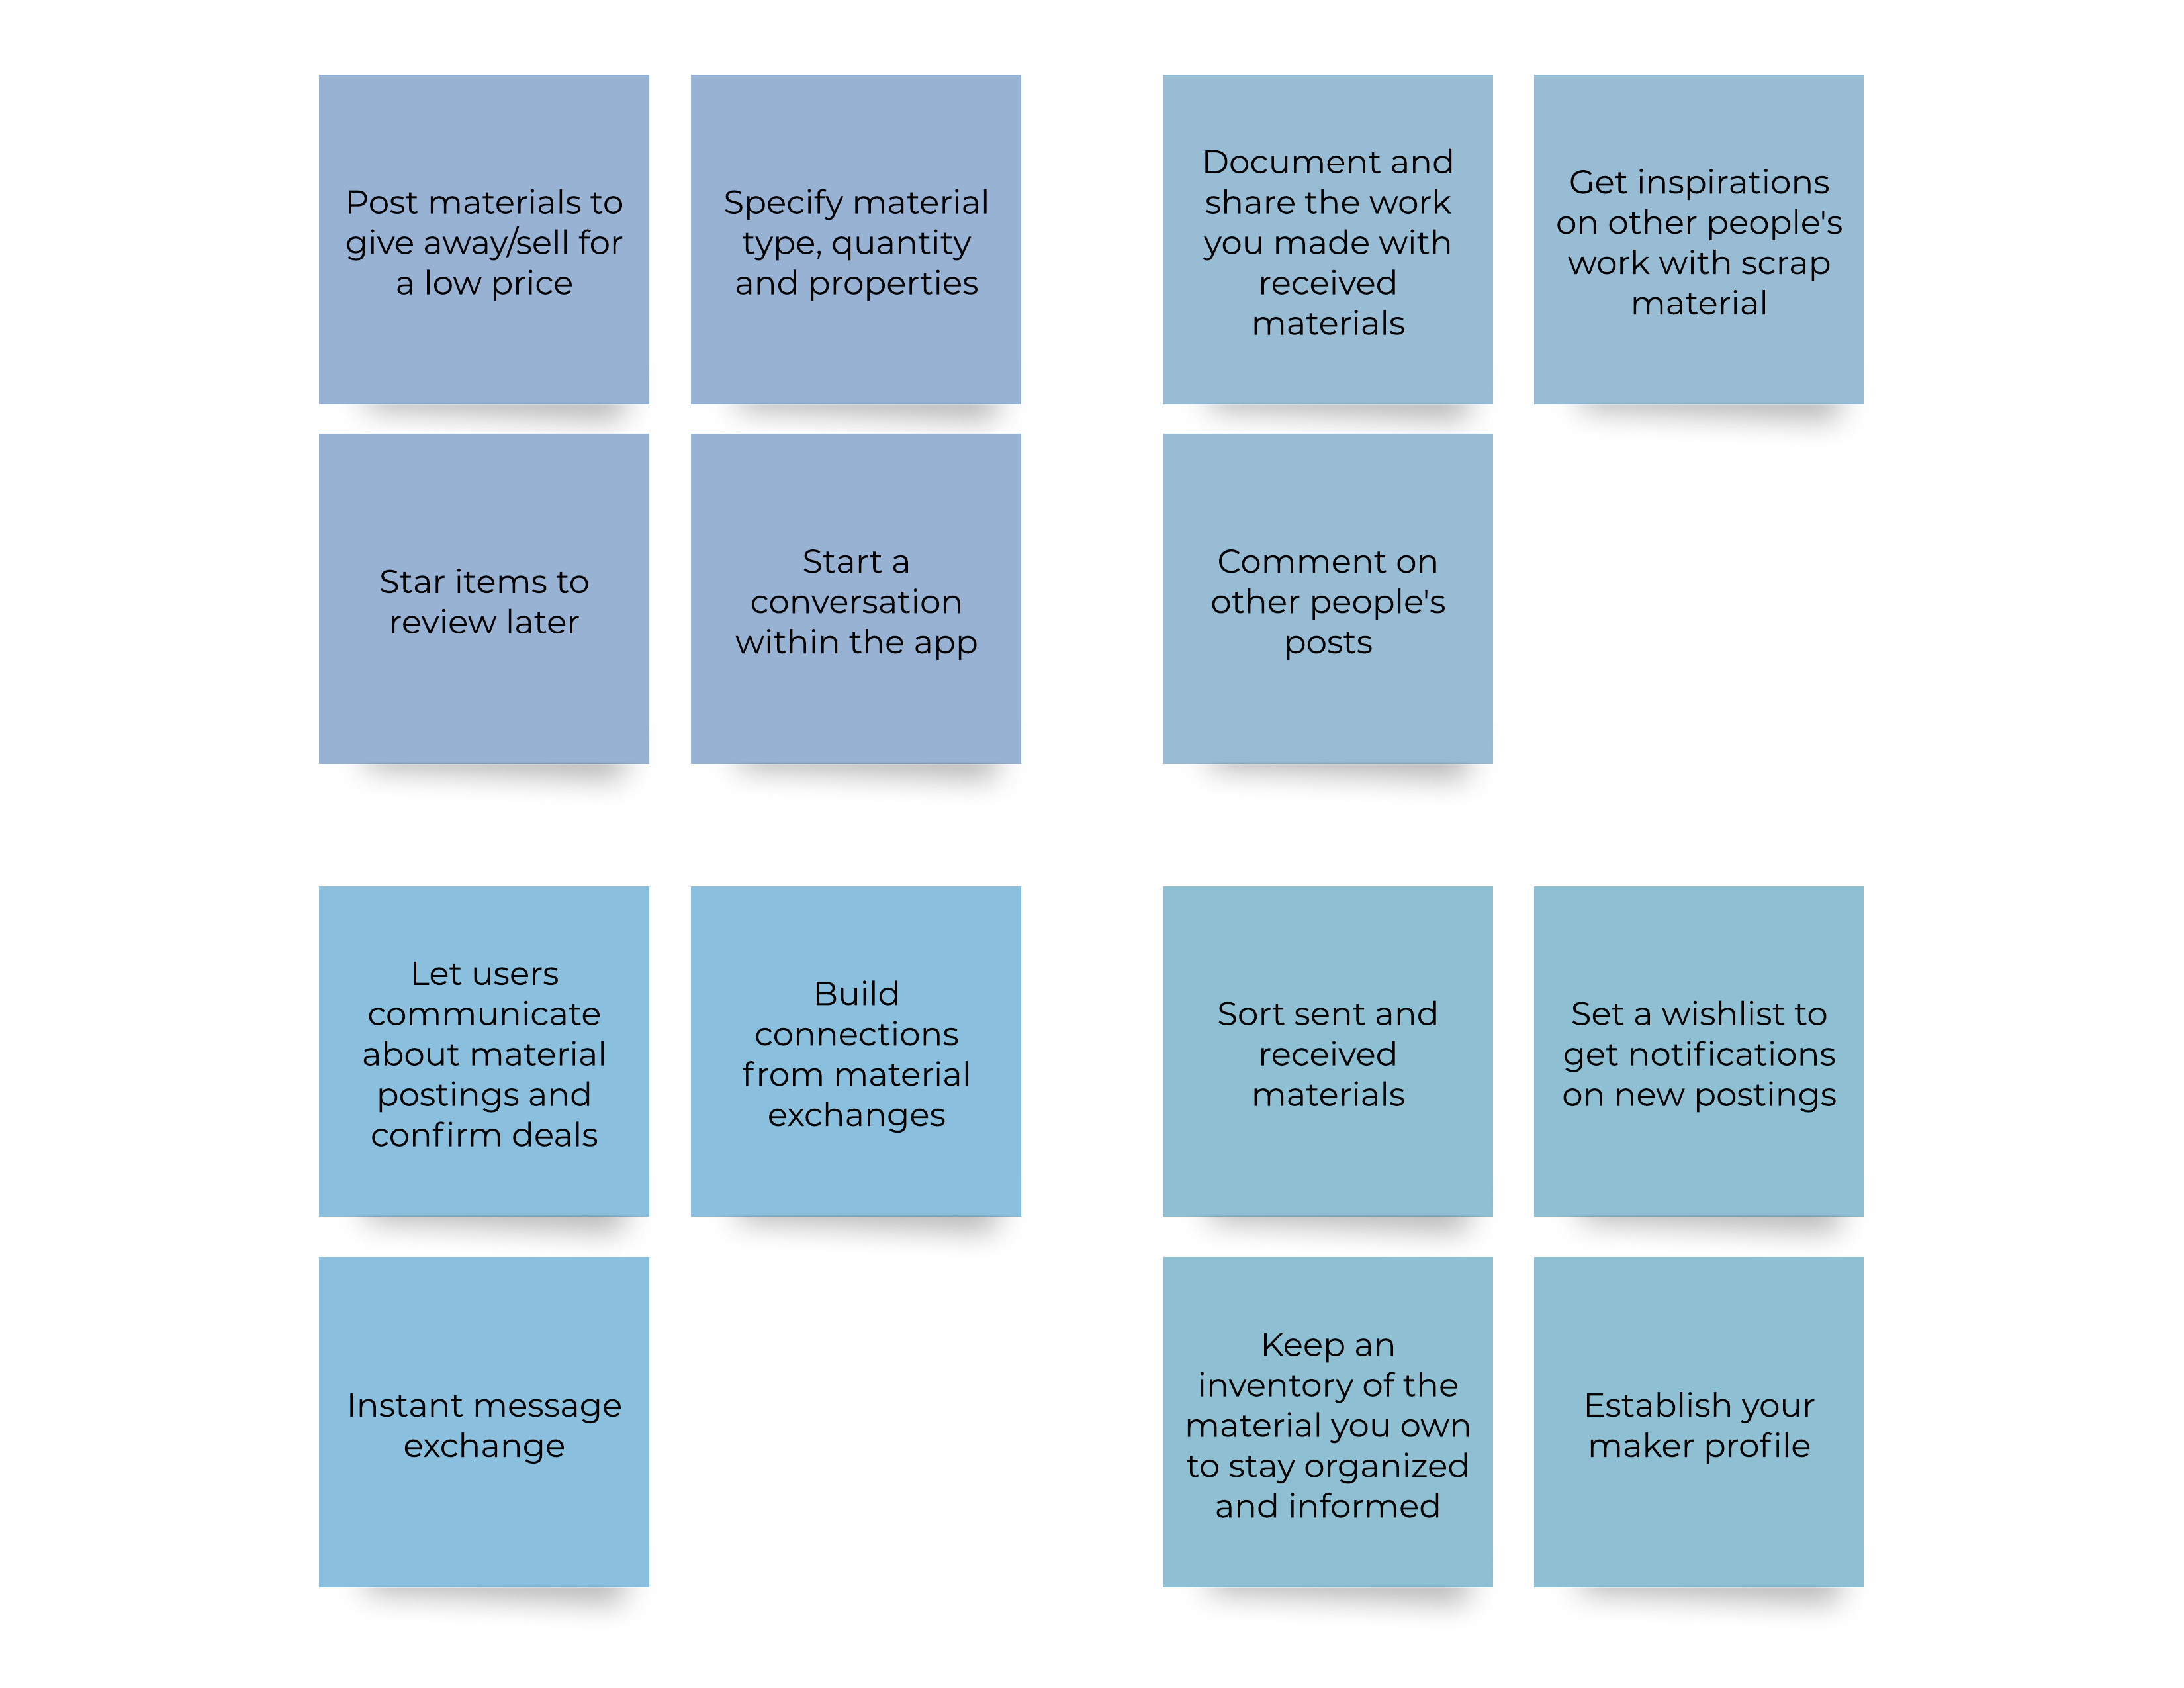 Post materials to
give away/sell for
a low price
Specify material
type, quantity
and properties
Star items to
review later
Start a
conversation
within the app
Document and
share the work
you made with
received
materials
Get inspirations
on other people's
work with scrap
material
Comment on
other people's
posts
Let users
communicate
about material
postings and
confirm deals
Build
connections
from material
exchanges
Instant message
exchange
Sort sent and
received
materials
Set a wishlist to
get notifications
on new postings
Keep an
inventory of the
material you own
to stay organized
and informed
Establish your
maker profile